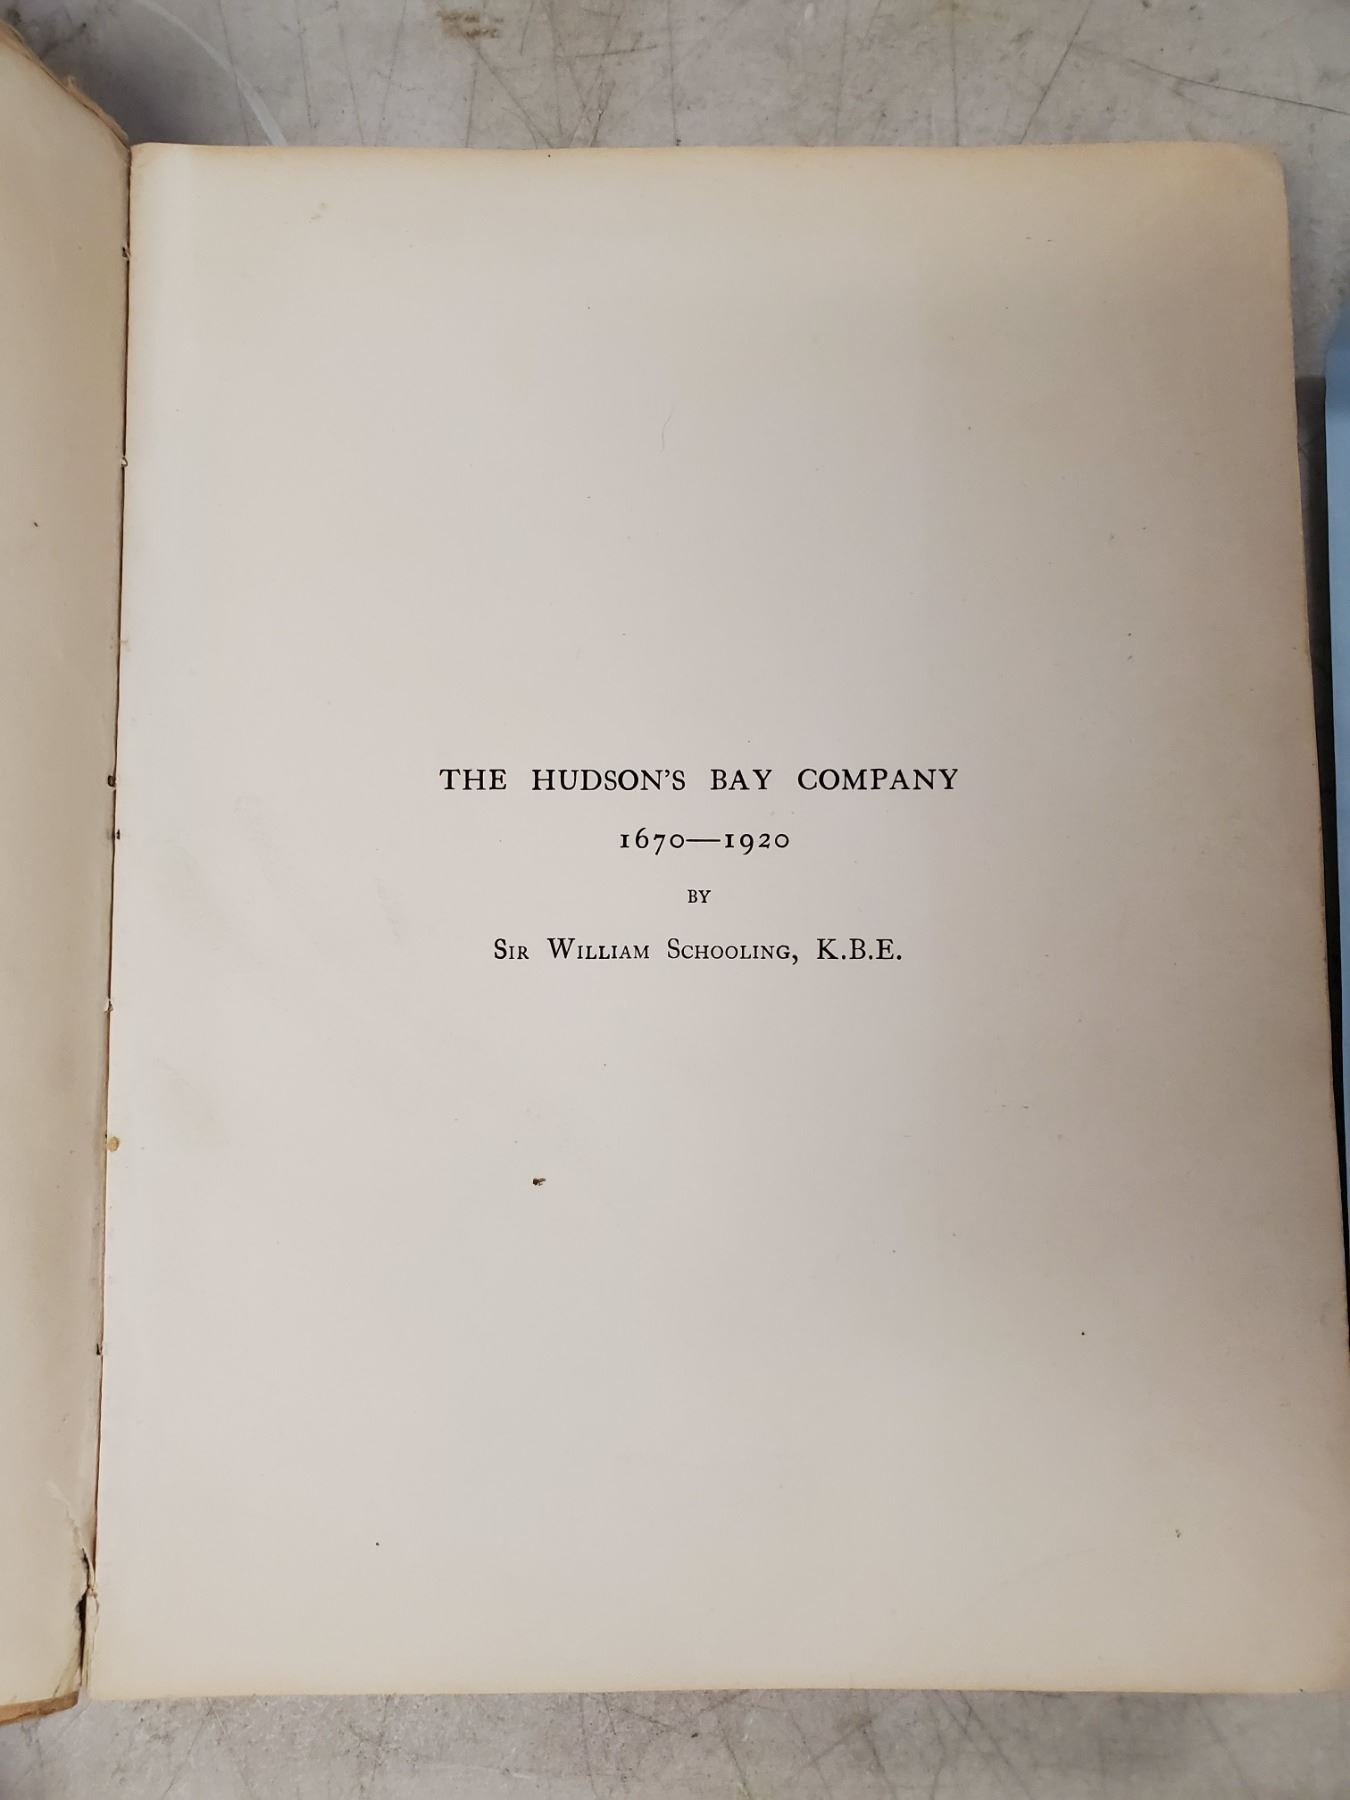 THE HUDSON'S BAY COMPANY
1670—1920
BY
SIR WILLIAM SCHOOLING, K.B.E.